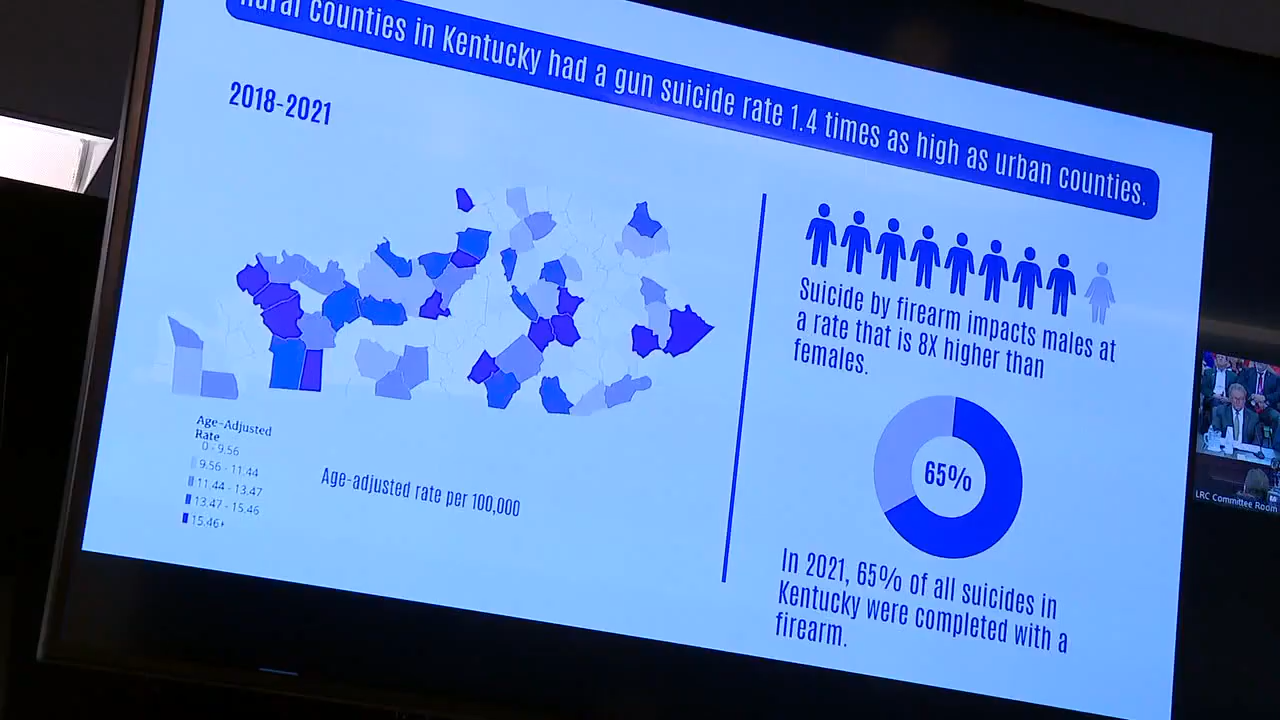 rural counties in Kentucky had a gun suicide rate 1.4 times as high as urban counties.
2018-2021
Age-Adjusted
Rate
0 - 9.56
9.56 - 11.44
11.44 - 13.47
13.47 - 15.46
15.46+
Age-adjusted rate per 100,000
Suicide by firearm impacts males at
a rate that is 8X higher than
females.
65%
In 2021, 65% of all suicides in
Kentucky were completed with a
firearm.
LRC Committee Room